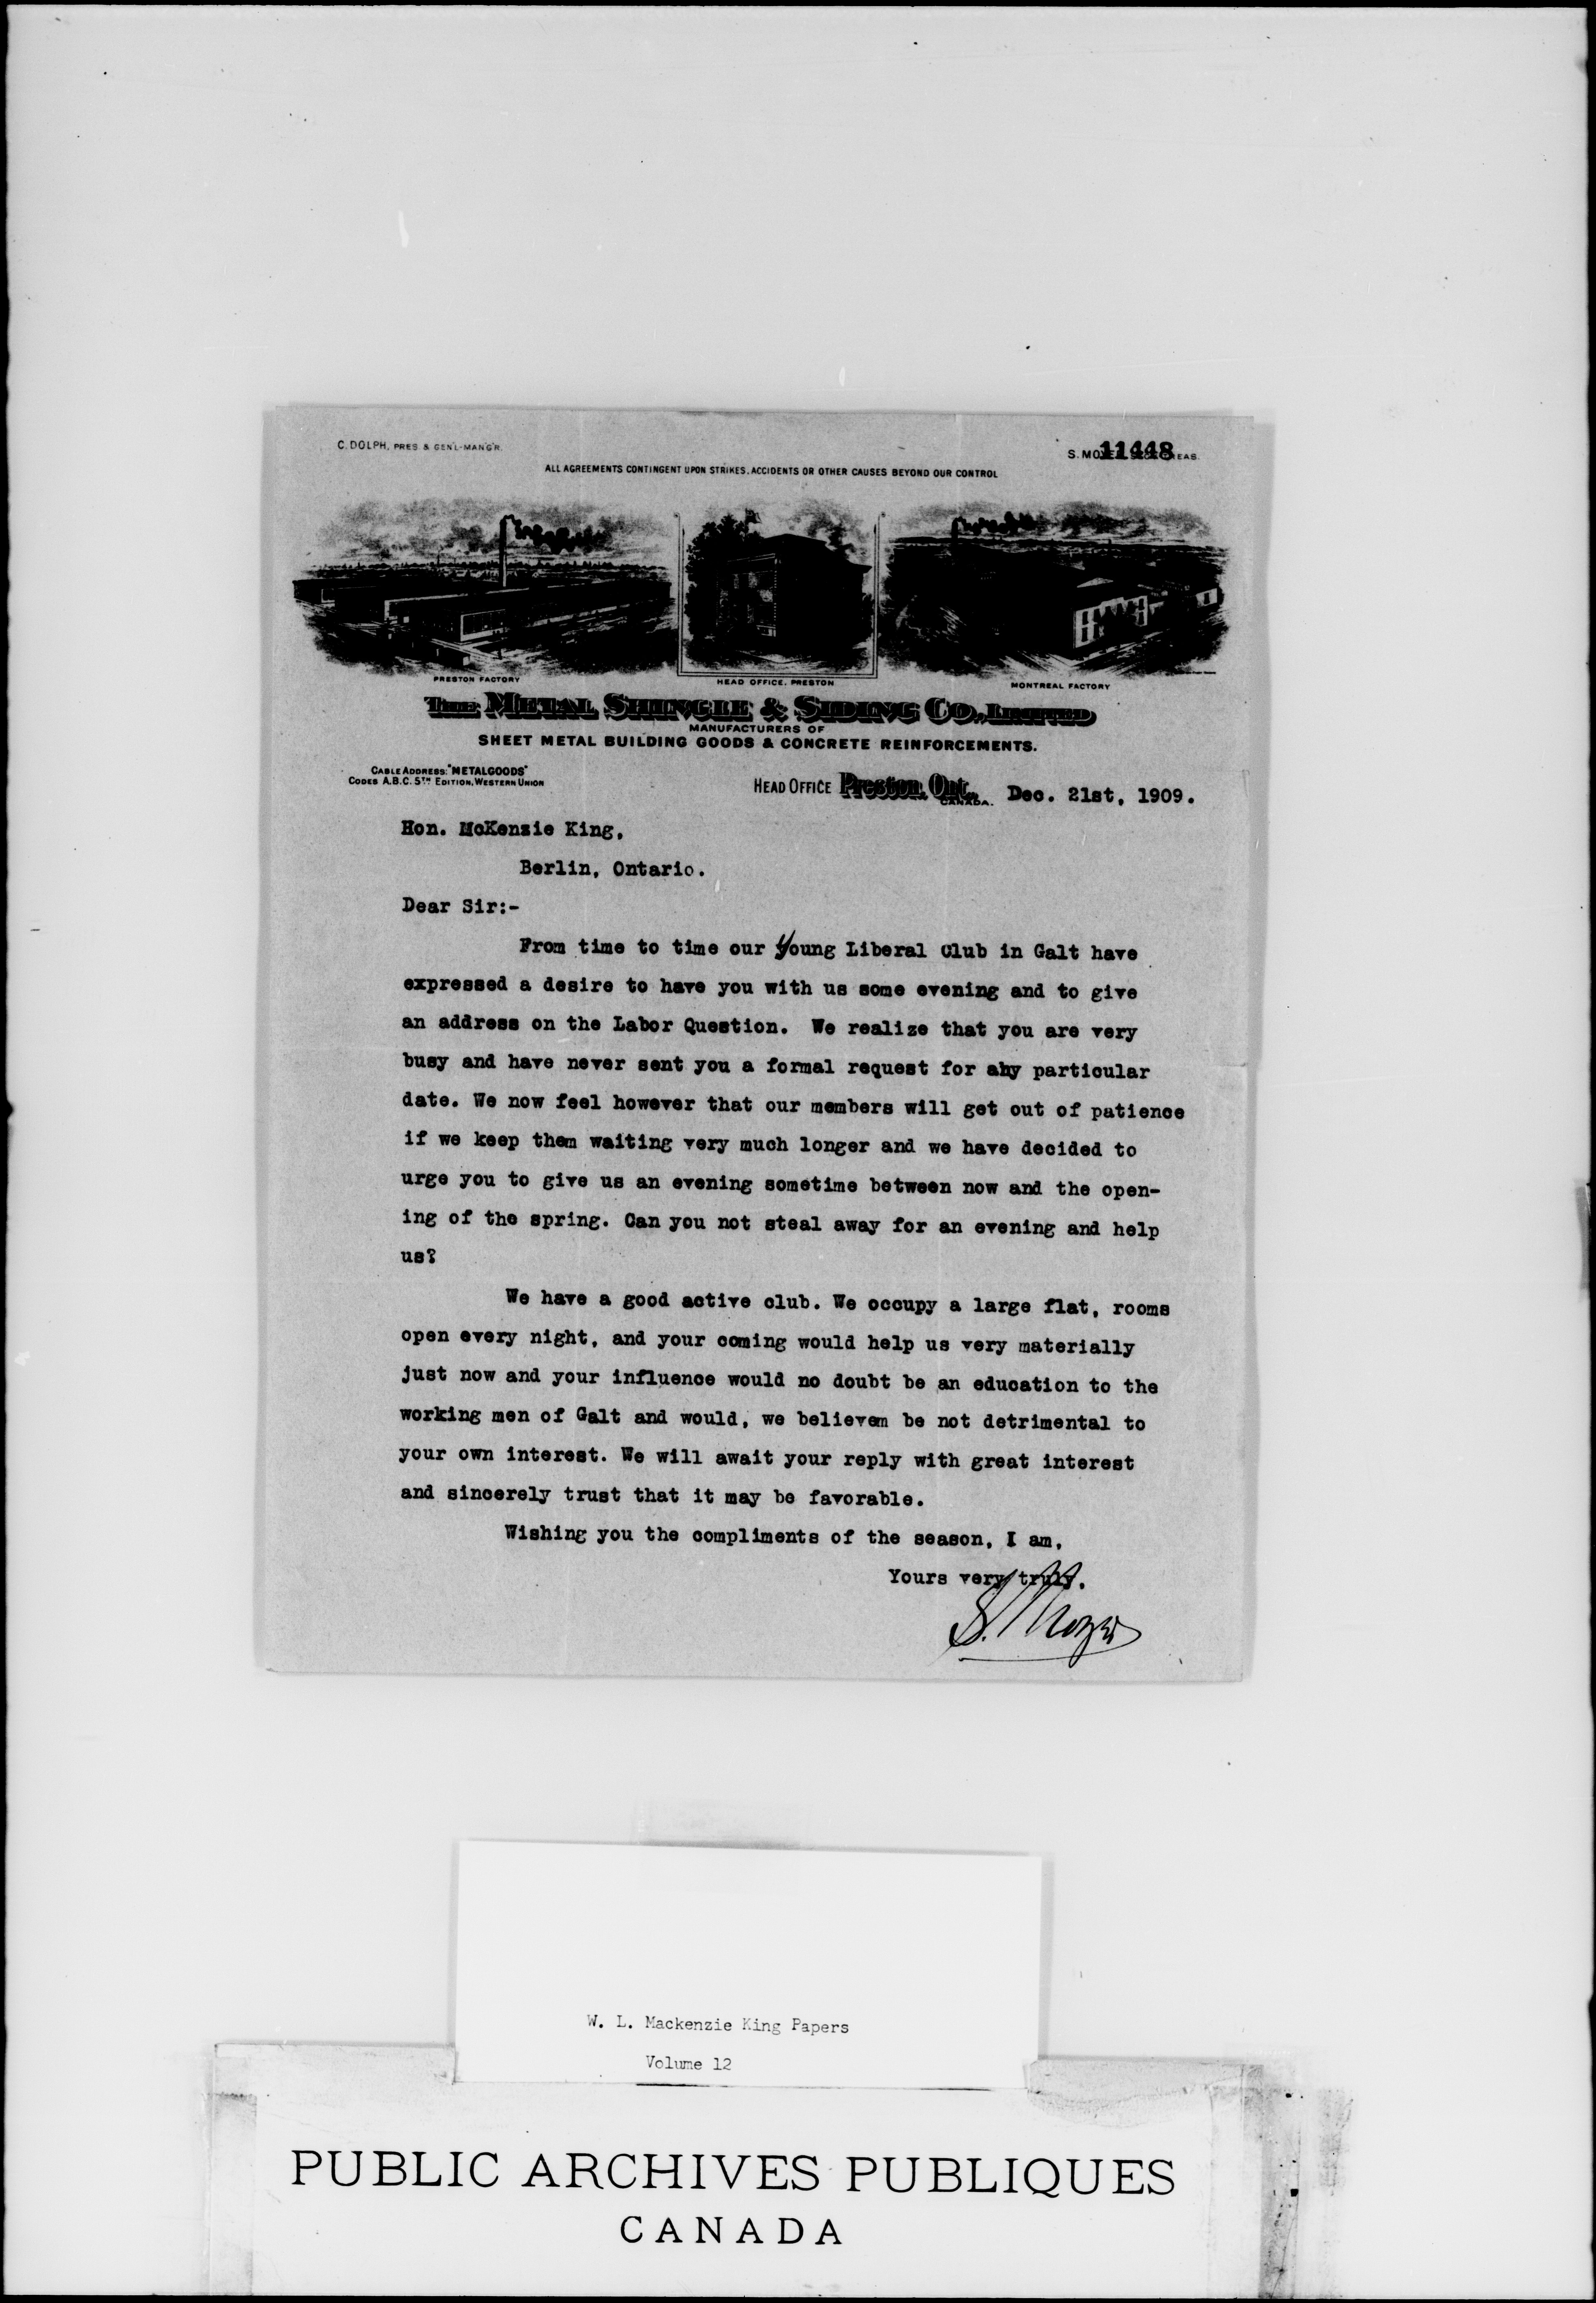 C. DOLPH, PRES & GEN'L-MANG'R.
11448
S. MOYER
ALL AGREEMENTS CONTINGENT UPON STRIKES, ACCIDENTS OR OTHER CAUSES BEYOND OUR CONTROL
PRESTON FACTORY
HEAD OFFICE, PRESTON
MONTREAL FACTORY
THE METAL SHINGLE & SIDING CO., LIMITED
MANUFACTURERS OF
SHEET METAL BUILDING GOODS & CONCRETE REINFORCEMENTS.
CABLE ADDRESS: "METALGOODS"
CODES A.B.C. 5TH EDITION, WESTERN UNION
HEAD OFFICE Preston, Ont., CANADA. Dec. 21st, 1909.
Hon. McKenzie King,
Berlin, Ontario.
Dear Sir:-
From time to time our Young Liberal Club in Galt have
expressed a desire to have you with us some evening and to give
an address on the Labor Question. We realize that you are very
busy and have never sent you a formal request for any particular
date. We now feel however that our members will get out of patience
if we keep them waiting very much longer and we have decided to
urge you to give us an evening sometime between now and the open-
ing of the spring. Can you not steal away for an evening and help
us?
We have a good active club. We occupy a large flat, rooms
open every night, and your coming would help us very materially
just now and your influence would no doubt be an education to the
working men of Galt and would, we believem be not detrimental to
your own interest. We will await your reply with great interest
and sincerely trust that it may be favorable.
Wishing you the compliments of the season, I am,
Yours very truly,
S. Moyer
W. L. Mackenzie King Papers
Volume 12
PUBLIC ARCHIVES PUBLIQUES
CANADA